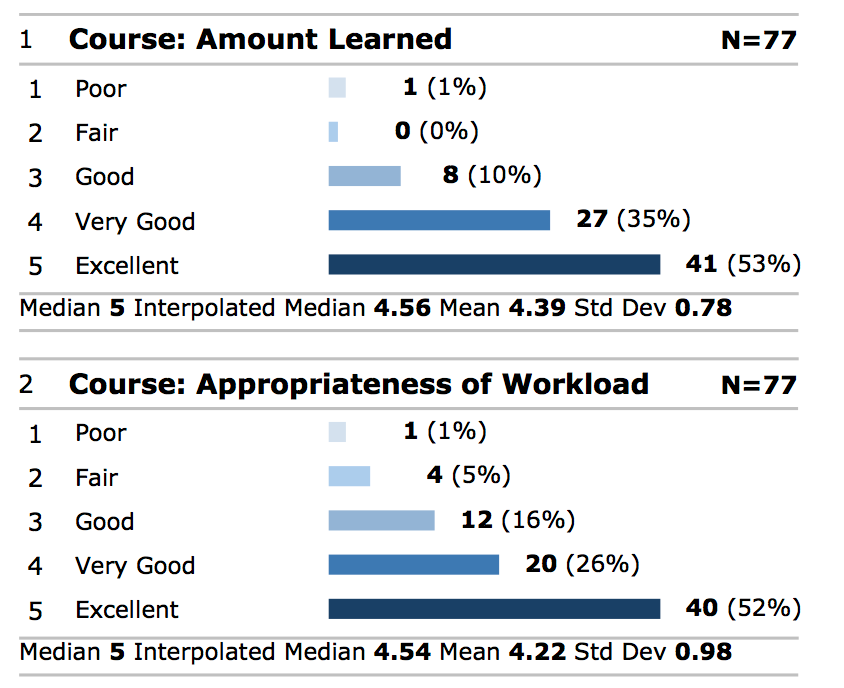 1 Course: Amount Learned N=77
1 Poor 1 (1%)
2 Fair 0 (0%)
3 Good 8 (10%)
4 Very Good 27 (35%)
5 Excellent 41 (53%)
Median 5 Interpolated Median 4.56 Mean 4.39 Std Dev 0.78
2 Course: Appropriateness of Workload N=77
1 Poor 1 (1%)
2 Fair 4 (5%)
3 Good 12 (16%)
4 Very Good 20 (26%)
5 Excellent 40 (52%)
Median 5 Interpolated Median 4.54 Mean 4.22 Std Dev 0.98